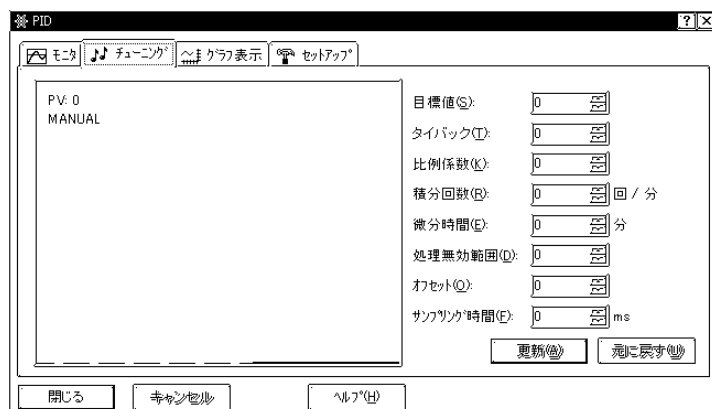 PID
モニタ チューニング グラフ表示 セットアップ
PV: 0
MANUAL
目標値(S): 0
タイバック(T): 0
比例係数(K): 0
積分回数(R): 0 回 / 分
微分時間(E): 0 分
処理無効範囲(D): 0
オフセット(O): 0
サンプリング時間(F): 0 ms
更新(A) 元に戻す(U)
閉じる キャンセル ヘルプ(H)